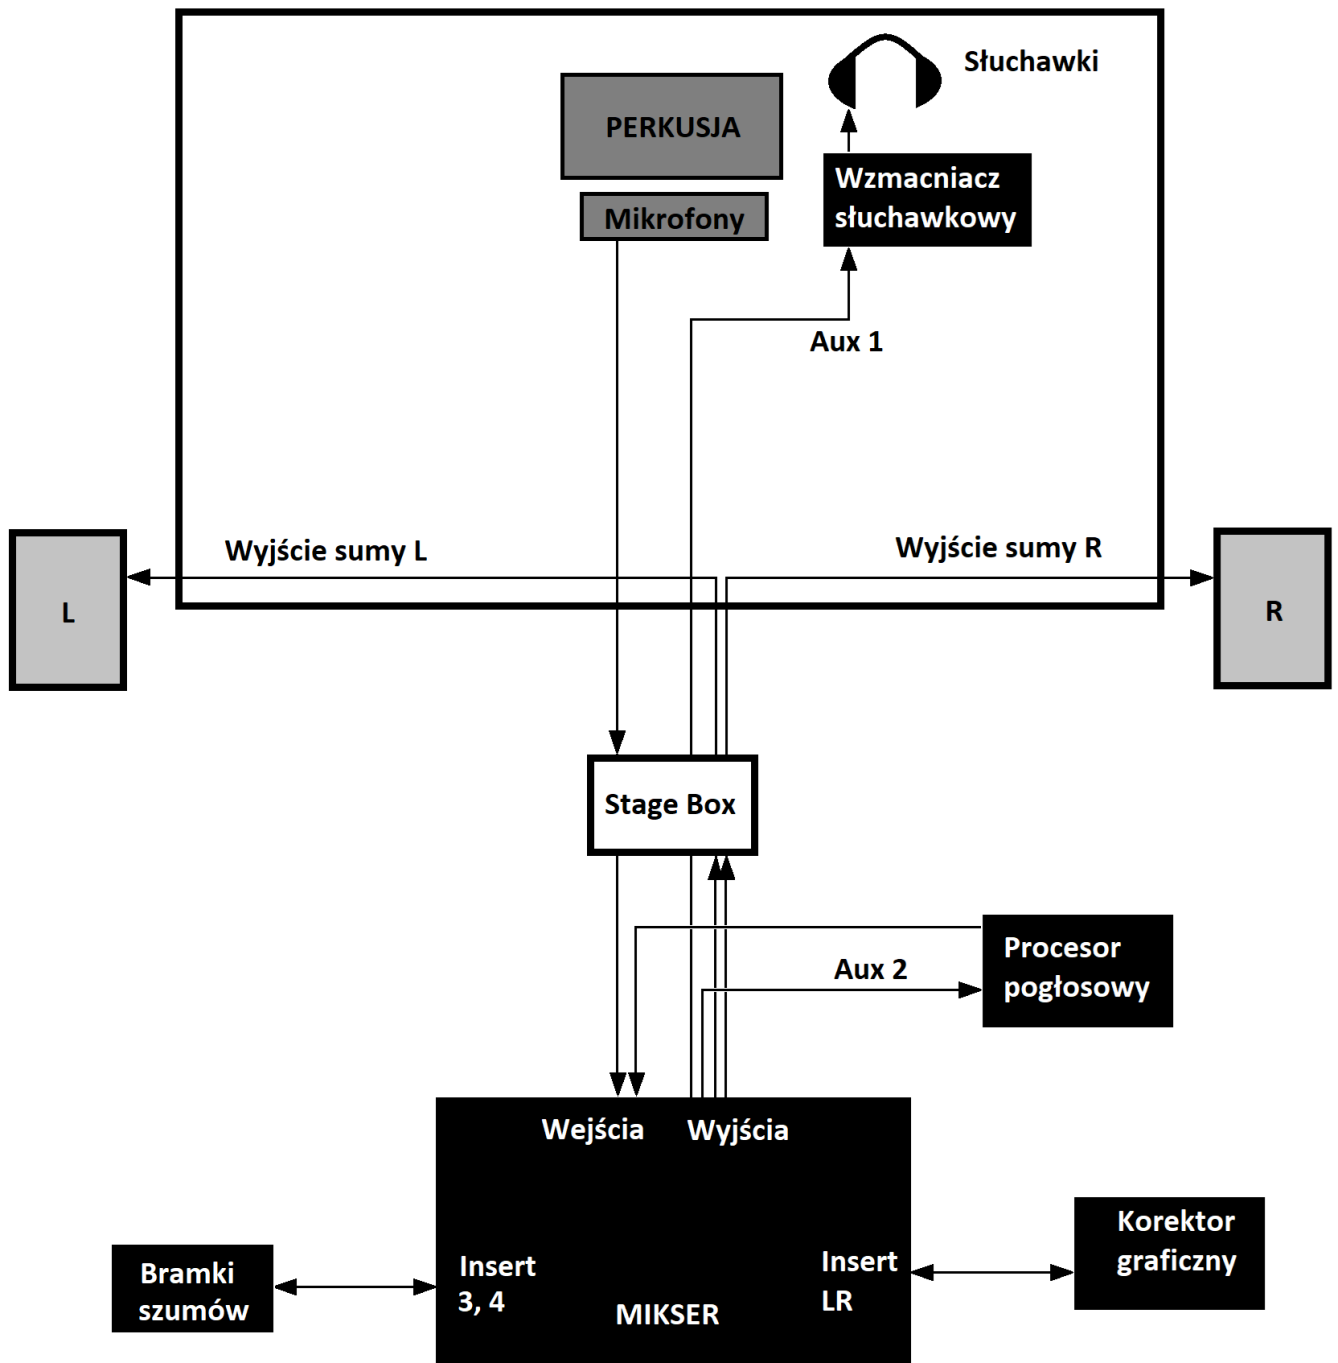 Słuchawki
PERKUSJA
Wzmacniacz
słuchawkowy
Mikrofony
Aux 1
Wyjście sumy L
Wyjście sumy R
L
R
Stage Box
Procesor
pogłosowy
Aux 2
Wejścia
Wyjścia
Korektor
graficzny
Bramki
szumów
Insert
3, 4
Insert
LR
MIKSER